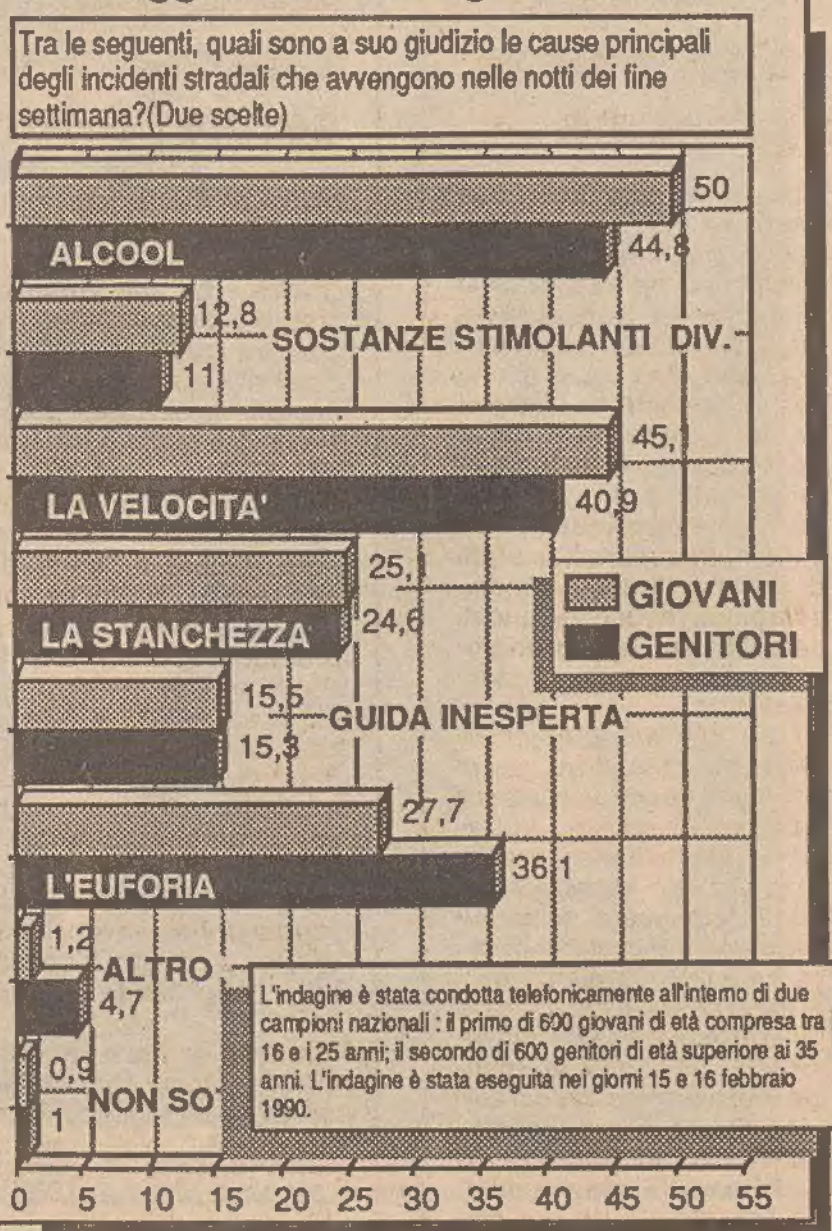 Tra le seguenti, quali sono a suo giudizio le cause principali
degli incidenti stradali che avvengono nelle notti dei fine
settimana?(Due scelte)
50
ALCOOL 44,8
12,8
SOSTANZE STIMOLANTI DIV.
11
45,
LA VELOCITA' 40,9
25,1
GIOVANI
LA STANCHEZZA 24,6
GENITORI
15,5
GUIDA INESPERTA
15,3
27,7
L'EUFORIA 36,1
1,2
ALTRO
4,7
0,9
NON SO
1
L'indagine è stata condotta telefonicamente all'interno di due
campioni nazionali : il primo di 600 giovani di età compresa tra i
16 e i 25 anni; il secondo di 600 genitori di età superiore ai 35
anni. L'indagine è stata eseguita nei giorni 15 e 16 febbraio
1990.
0 5 10 15 20 25 30 35 40 45 50 55